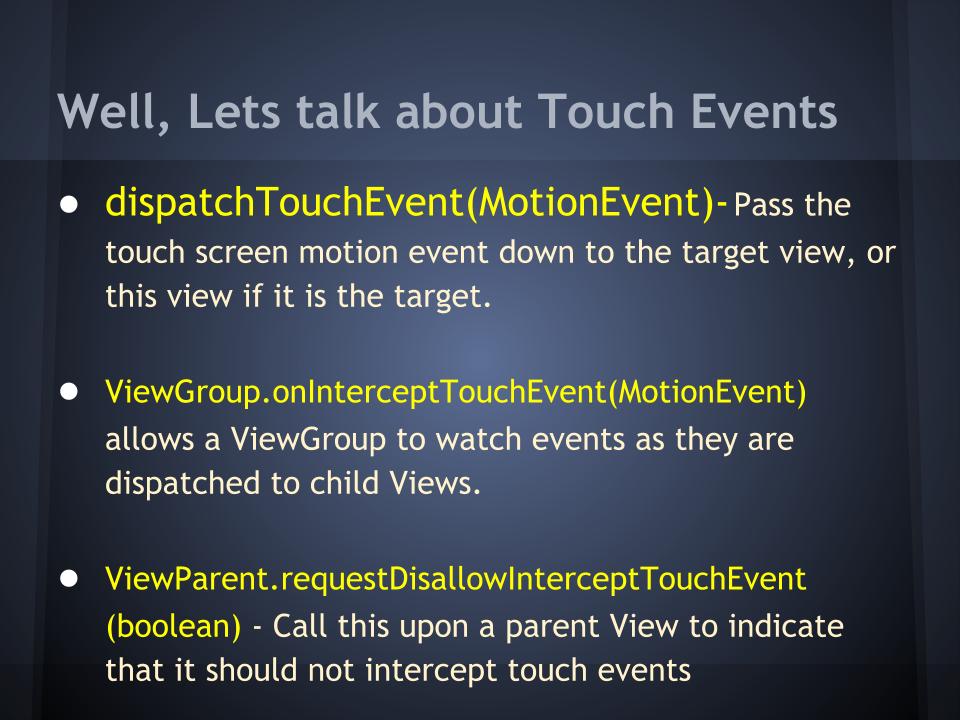 Well, Lets talk about Touch Events
● dispatchTouchEvent(MotionEvent)- Pass the
touch screen motion event down to the target view, or
this view if it is the target.
● ViewGroup.onInterceptTouchEvent(MotionEvent)
allows a ViewGroup to watch events as they are
dispatched to child Views.
● ViewParent.requestDisallowInterceptTouchEvent
(boolean) - Call this upon a parent View to indicate
that it should not intercept touch events